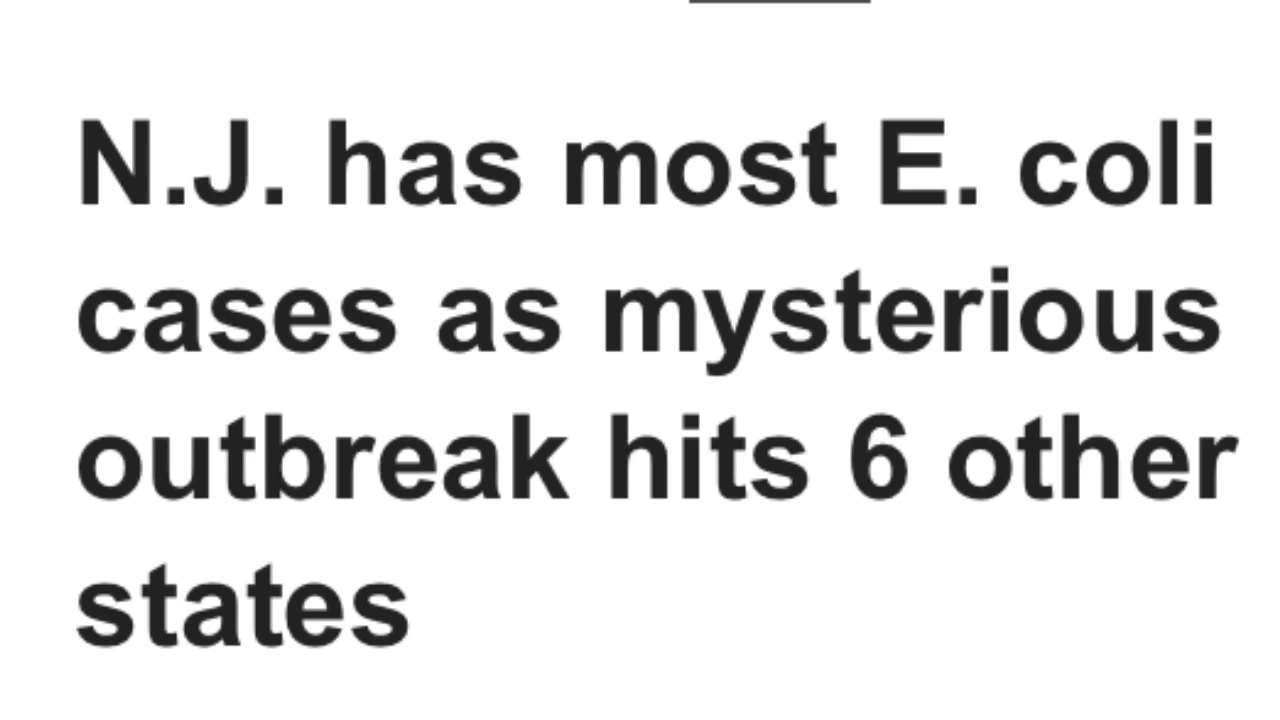 N.J. has most E. coli
cases as mysterious
outbreak hits 6 other
states